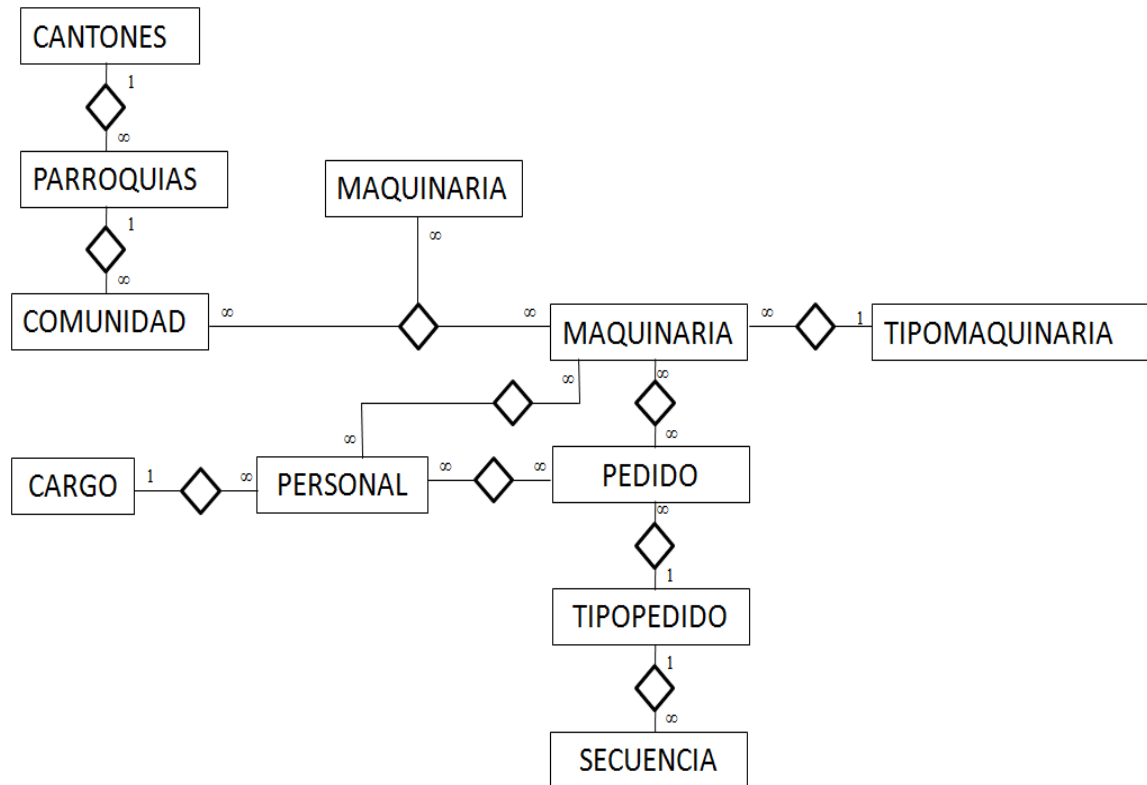 CANTONES
1
∞
PARROQUIAS
1
∞
COMUNIDAD
∞
MAQUINARIA
∞
∞
MAQUINARIA
∞
1
TIPOMAQUINARIA
∞
∞
∞
∞
CARGO
1
∞
PERSONAL
∞
∞
PEDIDO
∞
1
TIPOPEDIDO
1
∞
SECUENCIA